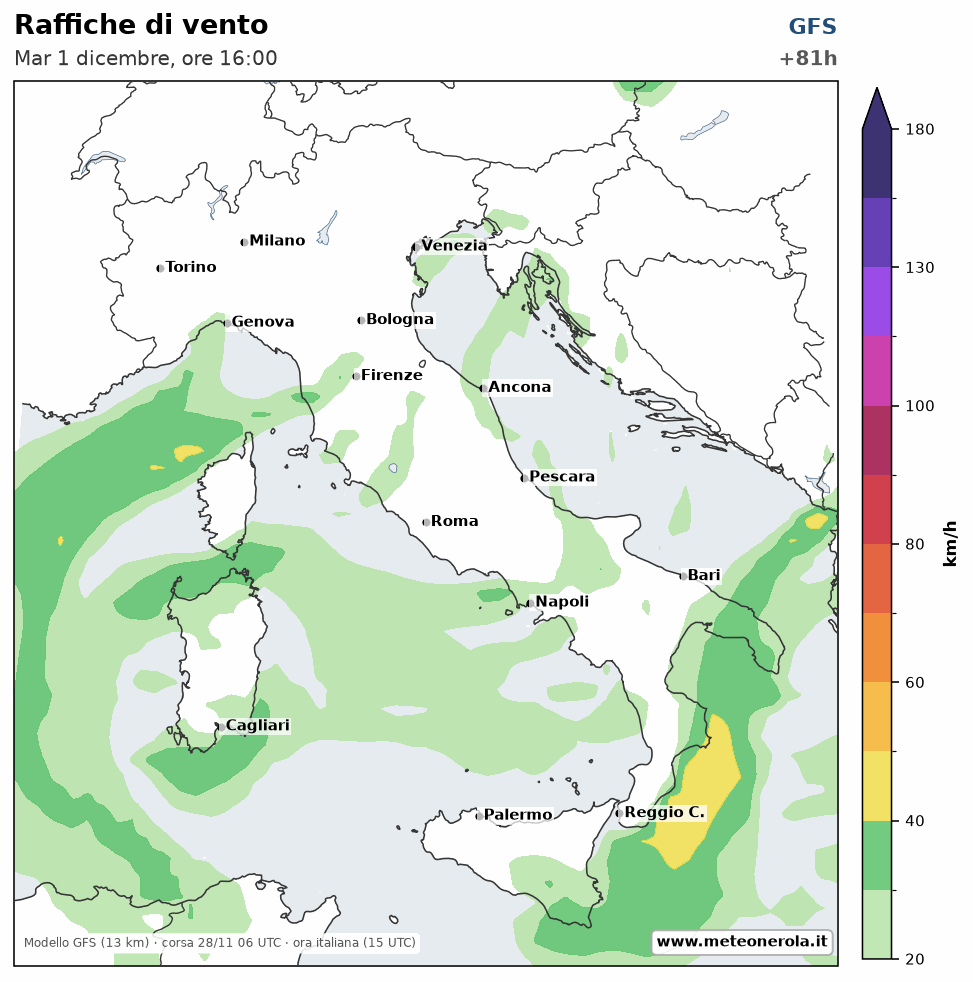 Raffiche di vento
GFS
Mar 1 dicembre, ore 16:00
+81h
180
Milano
Venezia
Torino
130
Genova
Bologna
Firenze
Ancona
100
Pescara
Roma
80
km/h
Bari
Napoli
60
Cagliari
Palermo
Reggio C.
40
Modello GFS (13 km) · corsa 28/11 06 UTC · ora italiana (15 UTC)
www.meteonerola.it
20